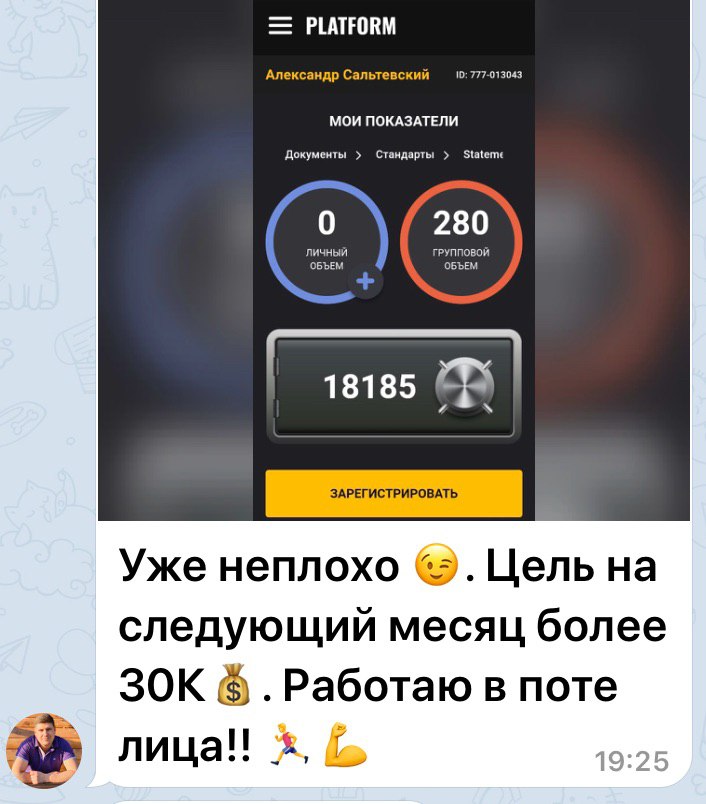 PLATFORM
Александр Сальтевский ID: 777-013043
МОИ ПОКАЗАТЕЛИ
Документы > Стандарты > Stateme
0 280
ЛИЧНЫЙ ОБЪЕМ ГРУППОВОЙ ОБЪЕМ
18185
ЗАРЕГИСТРИРОВАТЬ
Уже неплохо 😉. Цель на
следующий месяц более
30К💰. Работаю в поте
лица!! 🏃💪
19:25